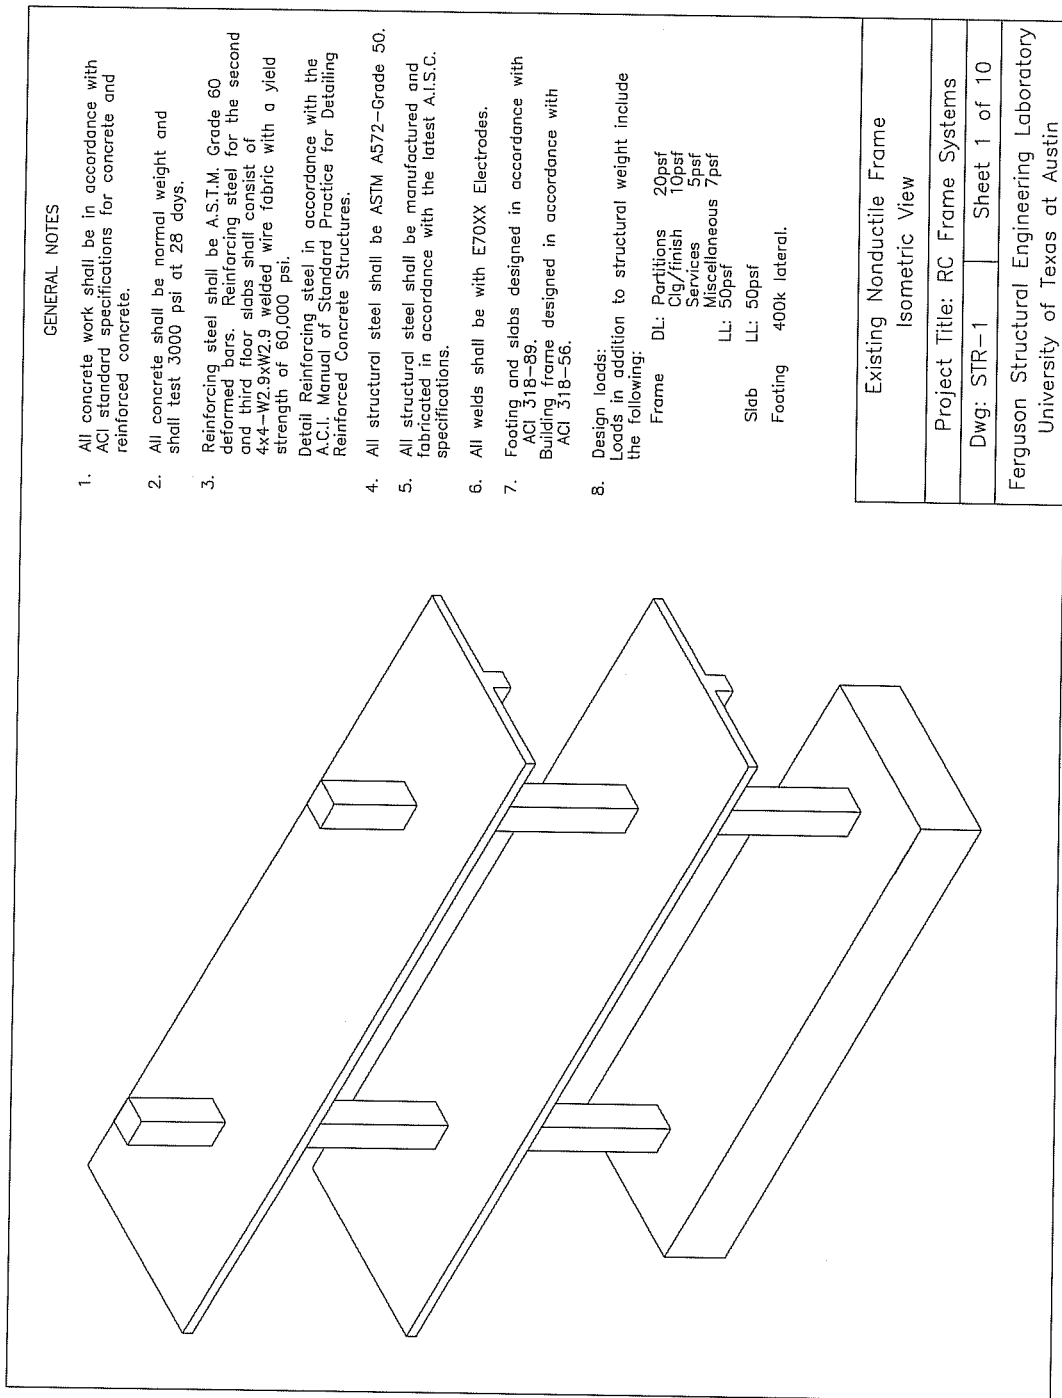 GENERAL NOTES
1. All concrete work shall be in accordance with
ACI standard specifications for concrete and
reinforced concrete.
2. All concrete shall be normal weight and
shall test 3000 psi at 28 days.
3. Reinforcing steel shall be A.S.T.M. Grade 60
deformed bars. Reinforcing steel for the second
and third floor slabs shall consist of
4x4-W2.9xW2.9 welded wire fabric with a yield
strength of 60,000 psi.
Detail Reinforcing steel in accordance with the
A.C.I. Manual of Standard Practice for Detailing
Reinforced Concrete Structures.
4. All structural steel shall be ASTM A572-Grade 50.
5. All structural steel shall be manufactured and
fabricated in accordance with the latest A.I.S.C.
specifications.
6. All welds shall be with E70XX Electrodes.
7. Footing and slabs designed in accordance with
ACI 318-89.
Building frame designed in accordance with
ACI 318-56.
8. Design loads:
Loads in addition to structural weight include
the following:
Frame DL: Partitions 20psf
Clg/finish 10psf
Services 5psf
Miscellaneous 7psf
LL: 50psf
Slab LL: 50psf
Footing 400k lateral.
Existing Nonductile Frame
Isometric View
Project Title: RC Frame Systems
Dwg: STR-1 Sheet 1 of 10
Ferguson Structural Engineering Laboratory
University of Texas at Austin